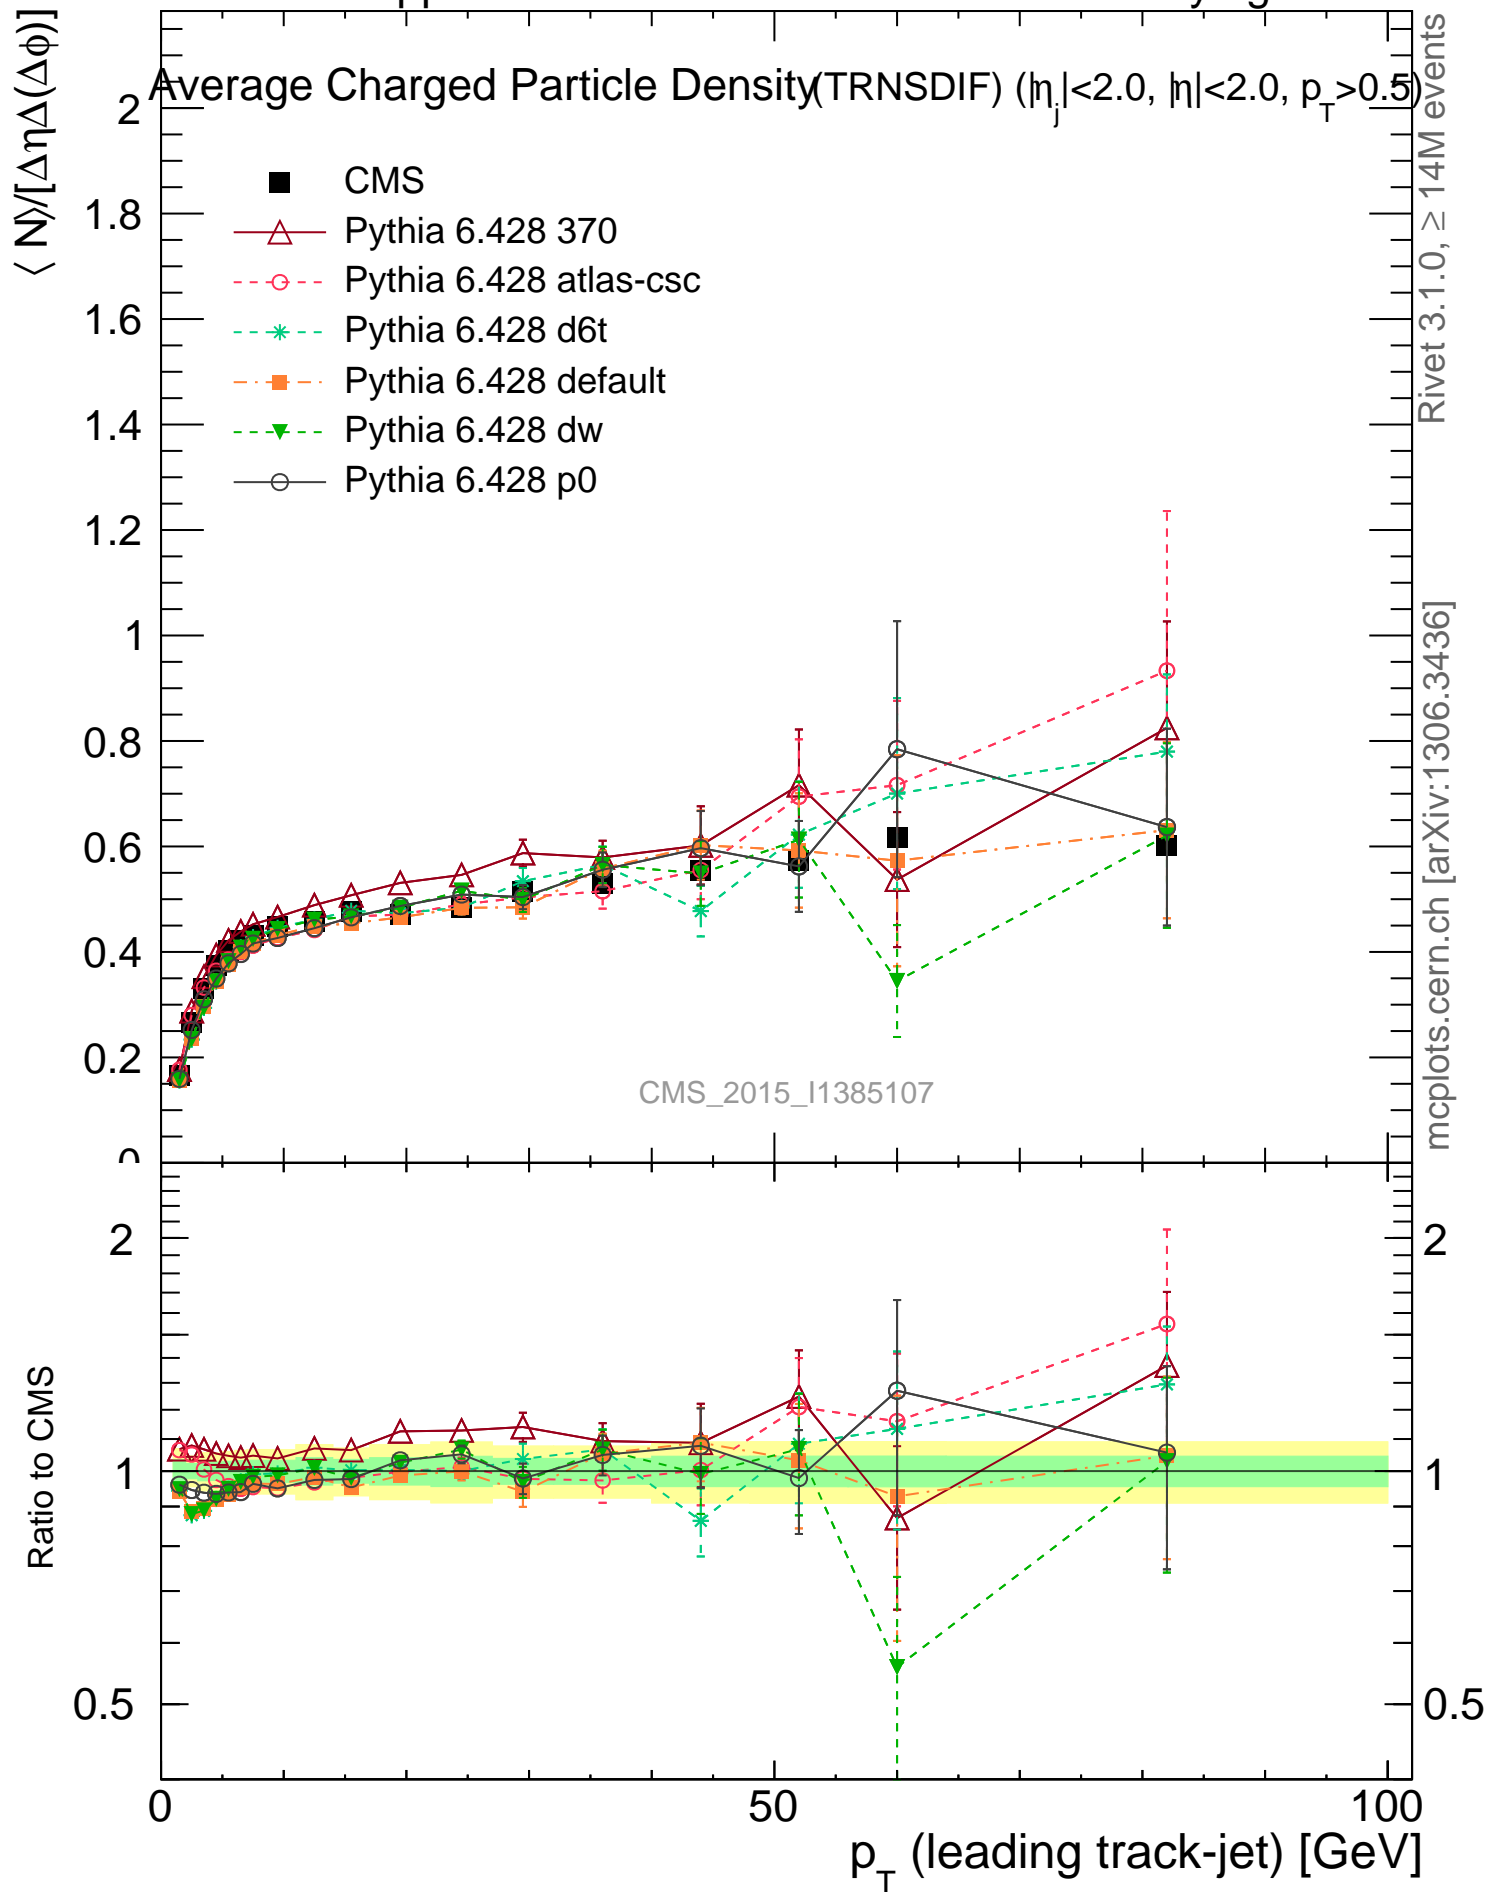 ⟨ N⟩/[ΔηΔ(Δϕ)]
Average Charged Particle Density (TRNSDIF) (|η_j|<2.0, |η|<2.0, p_T>0.5)
CMS
Pythia 6.428 370
Pythia 6.428 atlas-csc
Pythia 6.428 d6t
Pythia 6.428 default
Pythia 6.428 dw
Pythia 6.428 p0
2
1.8
1.6
1.4
1.2
1
0.8
0.6
0.4
0.2
0
CMS_2015_I1385107
Rivet 3.1.0, ≥ 14M events
mcplots.cern.ch [arXiv:1306.3436]
Ratio to CMS
2
1
0.5
2
1
0.5
0
50
100
p_T (leading track-jet) [GeV]